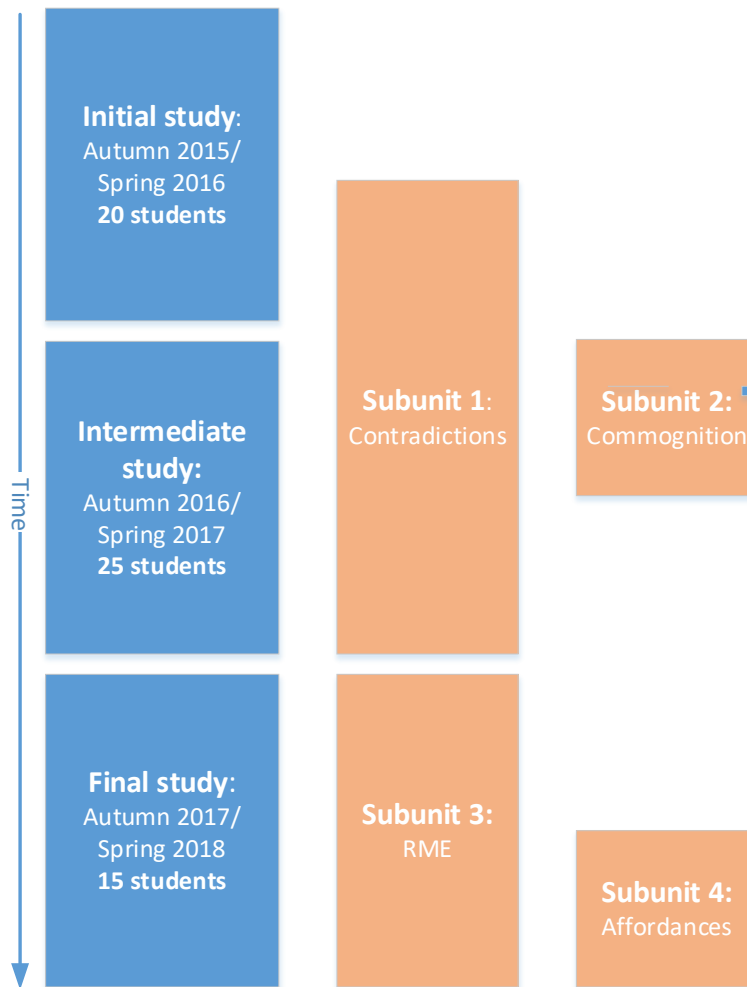 Time
Initial study:
Autumn 2015/
Spring 2016
20 students
Intermediate
study:
Autumn 2016/
Spring 2017
25 students
Final study:
Autumn 2017/
Spring 2018
15 students
Subunit 1:
Contradictions
Subunit 2:
Commognition
Subunit 3:
RME
Subunit 4:
Affordances